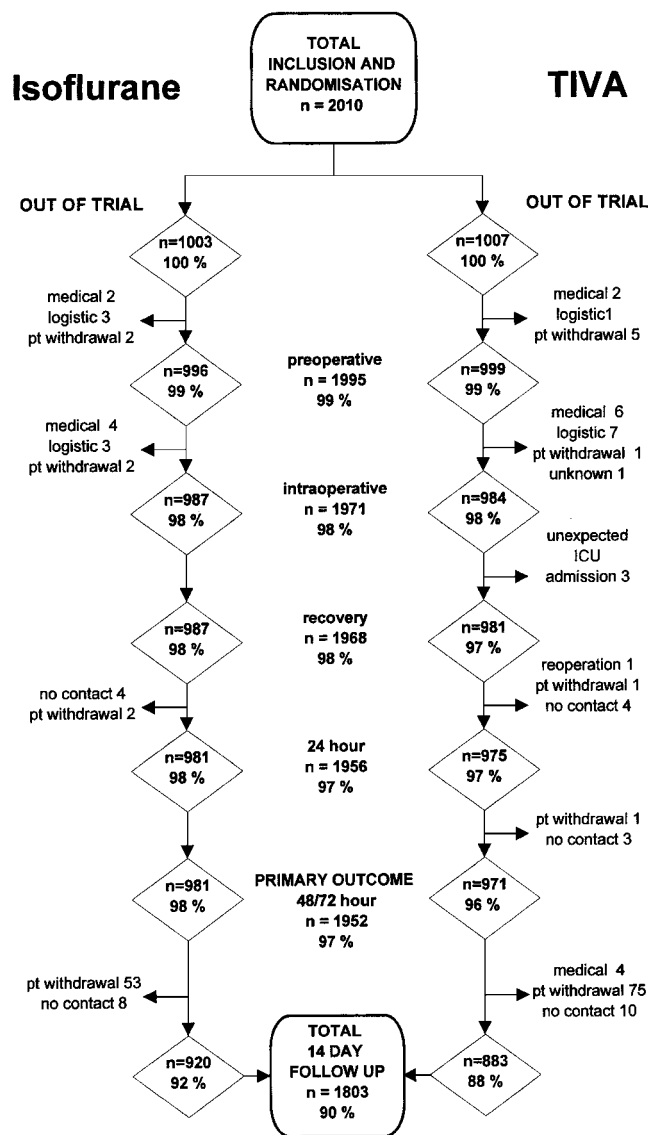 Isoflurane
TOTAL
INCLUSION AND
RANDOMISATION
n = 2010
TIVA
OUT OF TRIAL
OUT OF TRIAL
n=1003
100 %
n=1007
100 %
medical 2
logistic 3
pt withdrawal 2
medical 2
logistic1
pt withdrawal 5
n=996
99 %
preoperative
n = 1995
99 %
n=999
99 %
medical 4
logistic 3
pt withdrawal 2
medical 6
logistic 7
pt withdrawal 1
unknown 1
n=987
98 %
intraoperative
n = 1971
98 %
n=984
98 %
unexpected
ICU
admission 3
n=987
98 %
recovery
n = 1968
98 %
n=981
97 %
no contact 4
pt withdrawal 2
reoperation 1
pt withdrawal 1
no contact 4
n=981
98 %
24 hour
n = 1956
97 %
n=975
97 %
pt withdrawal 1
no contact 3
n=981
98 %
PRIMARY OUTCOME
48/72 hour
n = 1952
97 %
n=971
96 %
pt withdrawal 53
no contact 8
medical 4
pt withdrawal 75
no contact 10
n=920
92 %
TOTAL
14 DAY
FOLLOW UP
n = 1803
90 %
n=883
88 %